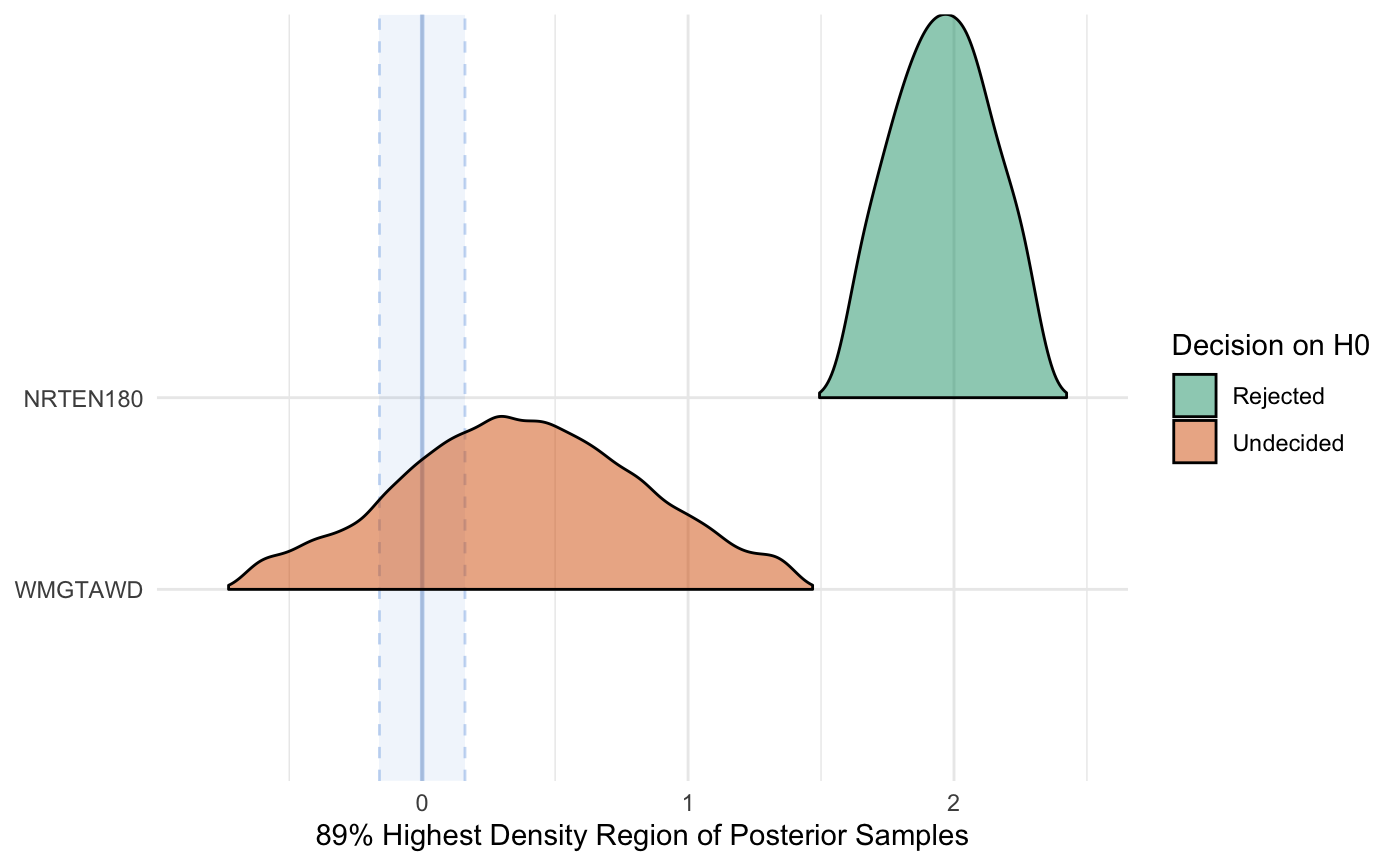 NRTEN180
WMGTAWD
0 1 2
89% Highest Density Region of Posterior Samples
Decision on H0
Rejected
Undecided